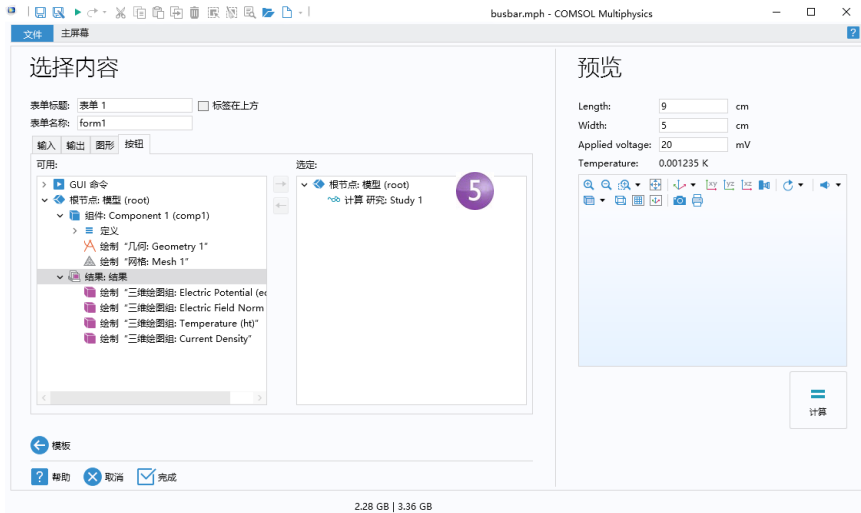 busbar.mph - COMSOL Multiphysics
文件 主屏幕
选择内容
表单标题: 表单 1 标签在上方
表单名称: form1
输入 输出 图形 按钮
可用:
GUI 命令
根节点: 模型 (root)
组件: Component 1 (comp1)
定义
绘制 "几何: Geometry 1"
绘制 "网格: Mesh 1"
结果: 结果
绘制 "三维绘图组: Electric Potential (ec
绘制 "三维绘图组: Electric Field Norm
绘制 "三维绘图组: Temperature (ht)"
绘制 "三维绘图组: Current Density"
选定:
根节点: 模型 (root)
计算 研究: Study 1
5
模板
? 帮助 取消 完成
预览
Length: 9 cm
Width: 5 cm
Applied voltage: 20 mV
Temperature: 0.001235 K
xy yz xz
计算
2.28 GB | 3.36 GB
?